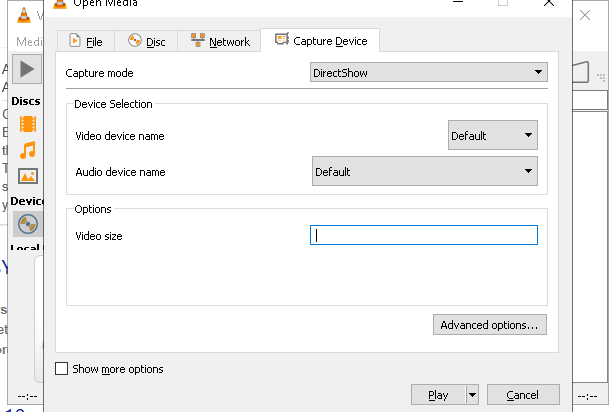 Open Media
Medi
File
Disc
Network
Capture Device
Capture mode
DirectShow
Discs
Device Selection
Video device name
Default
Audio device name
Default
Device
Options
Video size
Advanced options...
Show more options
Play
Cancel
--:--
--:--